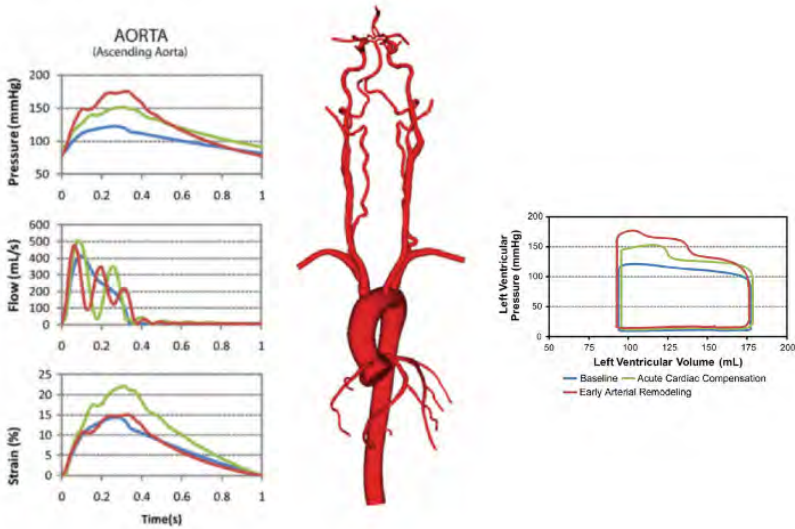 AORTA
(Ascending Aorta)
Pressure (mmHg)
200
150
100
50
0 0.2 0.4 0.6 0.8 1
Flow (mL/s)
600
500
400
300
200
100
0
0 0.2 0.4 0.6 0.8 1
Strain (%)
25
20
15
10
5
0
0 0.2 0.4 0.6 0.8 1
Time(s)
Left Ventricular
Pressure (mmHg)
200
150
100
50
0
50 75 100 125 150 175 200
Left Ventricular Volume (mL)
Baseline Acute Cardiac Compensation
Early Arterial Remodeling